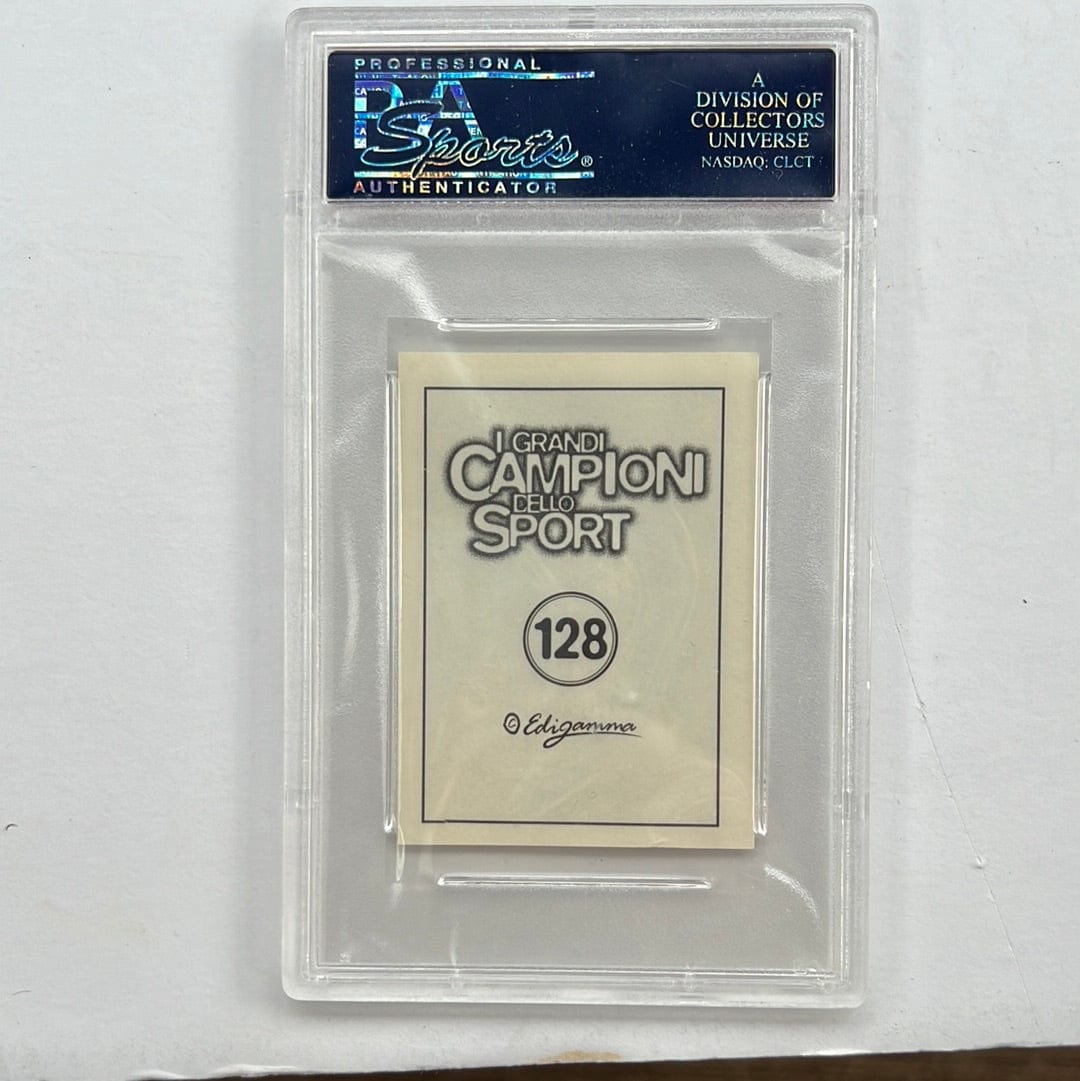 PROFESSIONAL
PSA
Sports®
AUTHENTICATOR
A
DIVISION OF
COLLECTORS
UNIVERSE
NASDAQ: CLCT
I GRANDI
CAMPIONI
DELLO
SPORT
128
© Edigamma